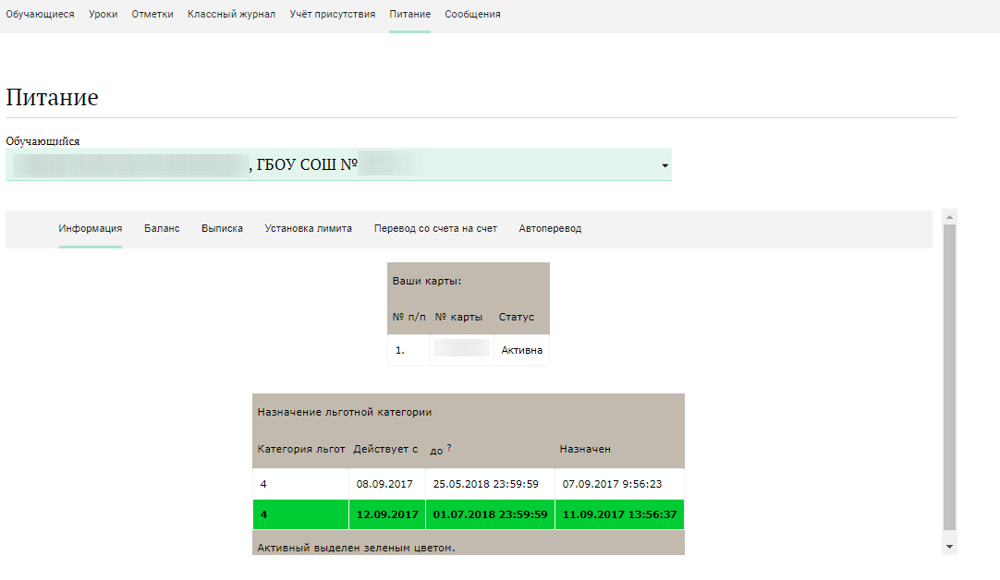 Обучающиеся Уроки Отметки Классный журнал Учёт присутствия Питание Сообщения
Питание
Обучающийся
, ГБОУ СОШ №
Информация Баланс Выписка Установка лимита Перевод со счета на счет Автоперевод
Ваши карты:
№ п/п № карты Статус
1. Активна
Назначение льготной категории
Категория льгот Действует с до ? Назначен
4 08.09.2017 25.05.2018 23:59:59 07.09.2017 9:56:23
4 12.09.2017 01.07.2018 23:59:59 11.09.2017 13:56:37
Активный выделен зеленым цветом.